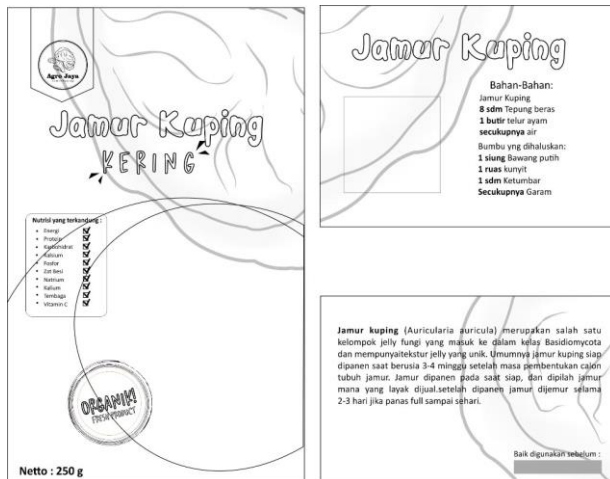 Agro Jaya
Jamur Kuping
KERING
Nutrisi yang terkandung :
Energi
Protein
Karbohidrat
Kalsium
Fosfor
Zat Besi
Natrium
Kalium
Tembaga
Vitamin C
ORGANIK!
FRESH PRODUCT
Netto : 250 g
Jamur Kuping
Bahan-Bahan:
Jamur Kuping
8 sdm Tepung beras
1 butir telur ayam
secukupnya air
Bumbu yng dihaluskan:
1 siung Bawang putih
1 ruas kunyit
1 sdm Ketumbar
Secukupnya Garam
Jamur kuping (Auricularia auricula) merupakan salah satu
kelompok jelly fungi yang masuk ke dalam kelas Basidiomycota
dan mempunyaitekstur jelly yang unik. Umumnya jamur kuping siap
dipanen saat berusia 3-4 minggu setelah masa pembentukan calon
tubuh jamur. Jamur dipanen pada saat siap, dan dipilah jamur
mana yang layak dijual.setelah dipanen jamur dijemur selama
2-3 hari jika panas full sampai sehari.
Baik digunakan sebelum :